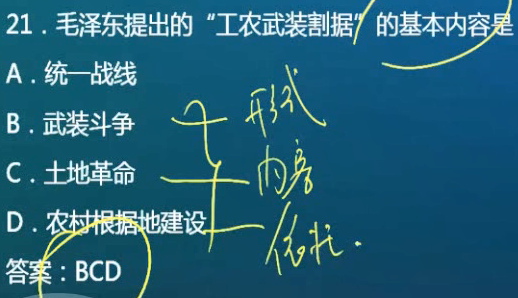 21．毛泽东提出的“工农武装割据”的基本内容是
A．统一战线
B．武装斗争
形式
C．土地革命
内容
D．农村根据地建设
依托.
答案：BCD